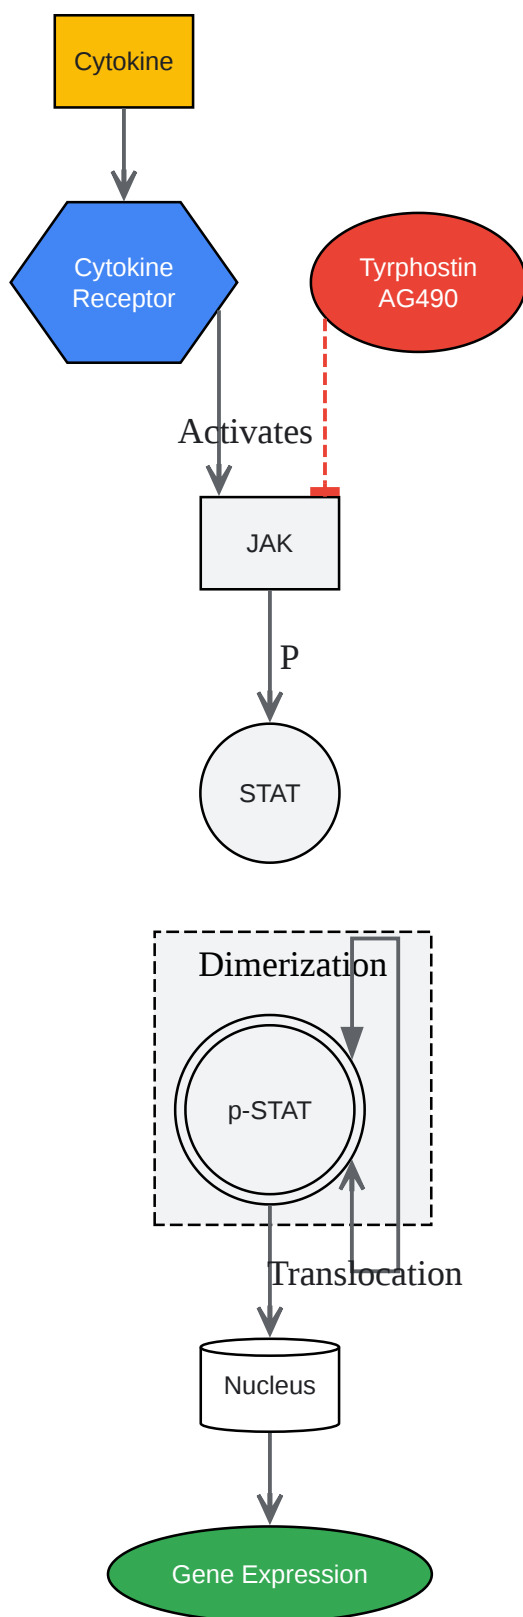 Cytokine
Cytokine
Receptor
Tyrphostin
AG490
Activates
JAK
P
STAT
Dimerization
p-STAT
Translocation
Nucleus
Gene Expression